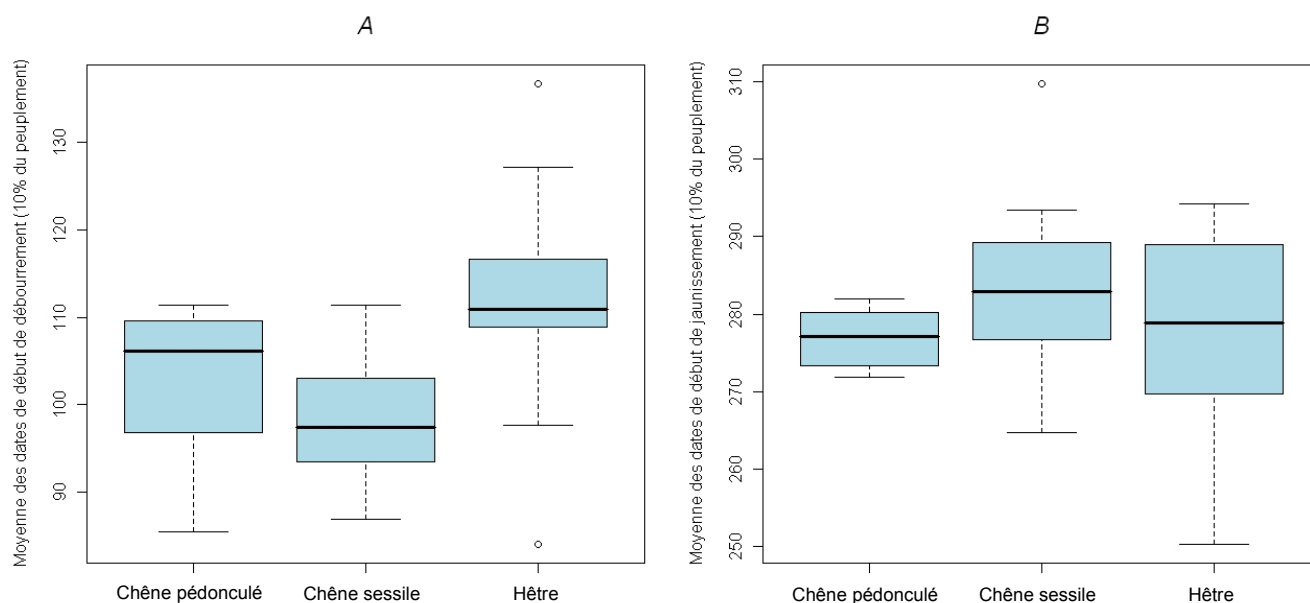 A
Moyenne des dates de début de débourrement (10% du peuplement)
130
120
110
100
90
Chêne pédonculé
Chêne sessile
Hêtre
B
Moyenne des dates de début de jaunissement (10% du peuplement)
310
300
290
280
270
260
250
Chêne pédonculé
Chêne sessile
Hêtre